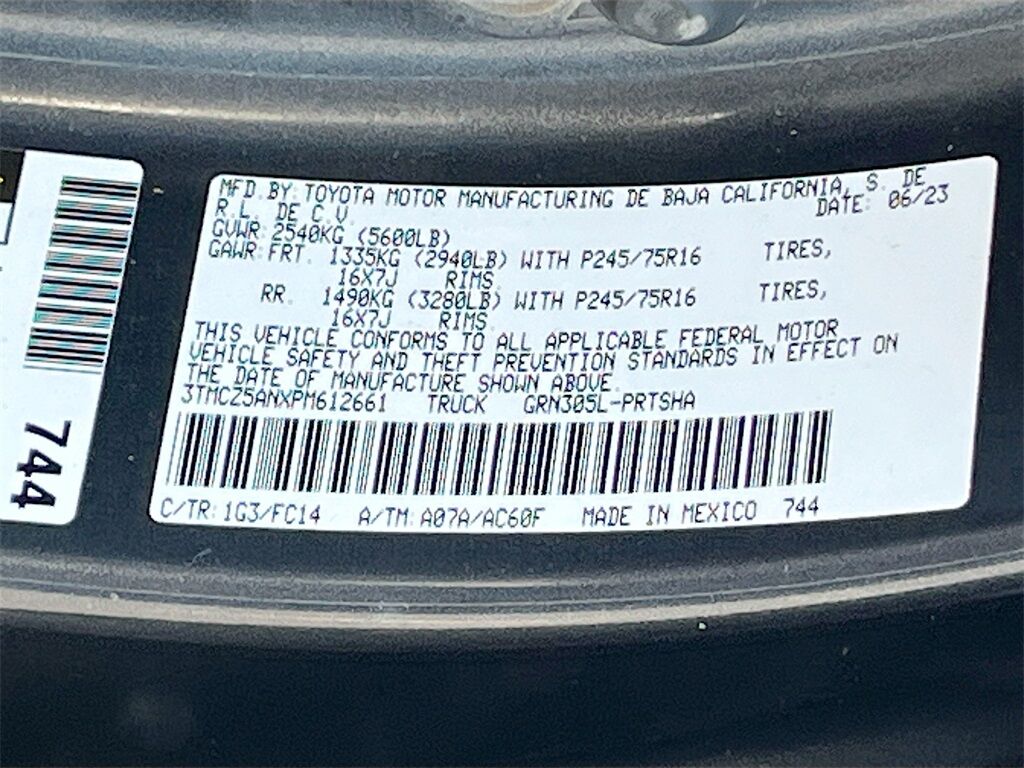 MFD.BY: TOYOTA MOTOR MANUFACTURING DE BAJA CALIFORNIA, S. DE
R.L. DE C.V. DATE: 06/23
GVWR: 2540KG (5600LB)
GAWR: FRT. 1335KG (2940LB) WITH P245/75R16 TIRES,
16X7J RIMS.
RR. 1490KG (3280LB) WITH P245/75R16 TIRES,
16X7J RIMS.
THIS VEHICLE CONFORMS TO ALL APPLICABLE FEDERAL MOTOR
VEHICLE SAFETY AND THEFT PREVENTION STANDARDS IN EFFECT ON
THE DATE OF MANUFACTURE SHOWN ABOVE.
3TMCZ5ANXPM612661 TRUCK GRN305L-PRTSHA
C/TR: 1G3/FC14 A/TM: A07A/AC60F MADE IN MEXICO 744
744